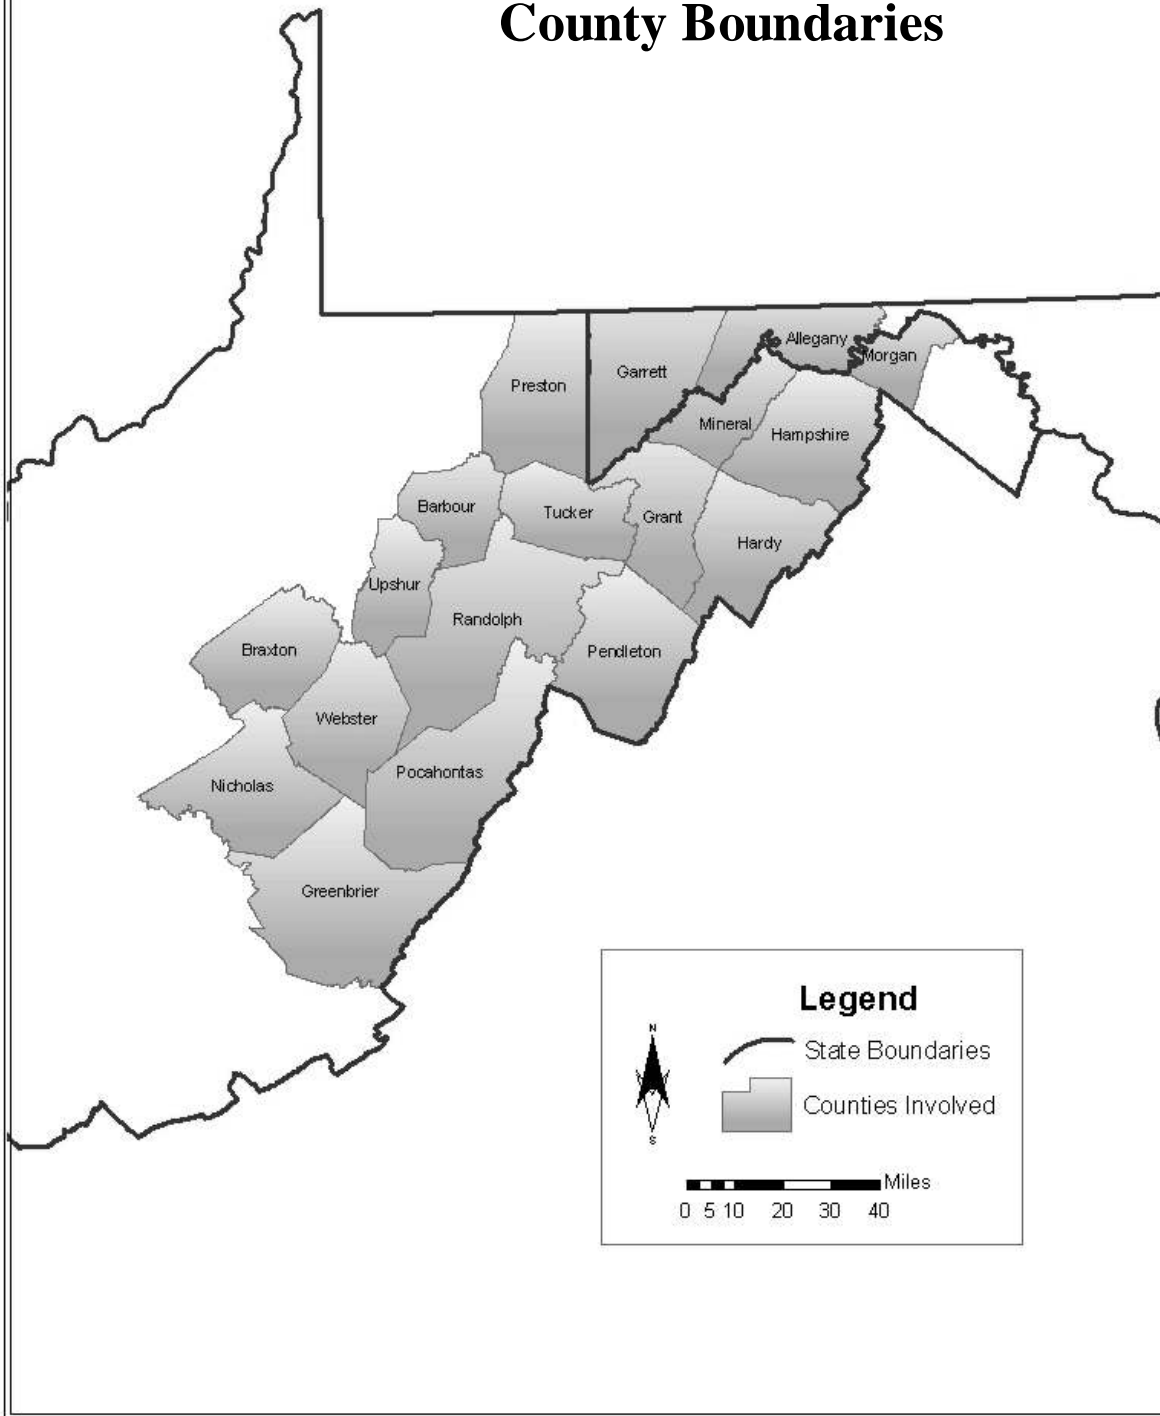 County Boundaries
Allegany
Morgan
Garrett
Preston
Mineral
Hampshire
Barbour
Tucker
Grant
Hardy
Upshur
Randolph
Braxton
Pendleton
Webster
Pocahontas
Nicholas
Greenbrier
Legend
N
State Boundaries
Counties Involved
S
Miles
0 5 10 20 30 40